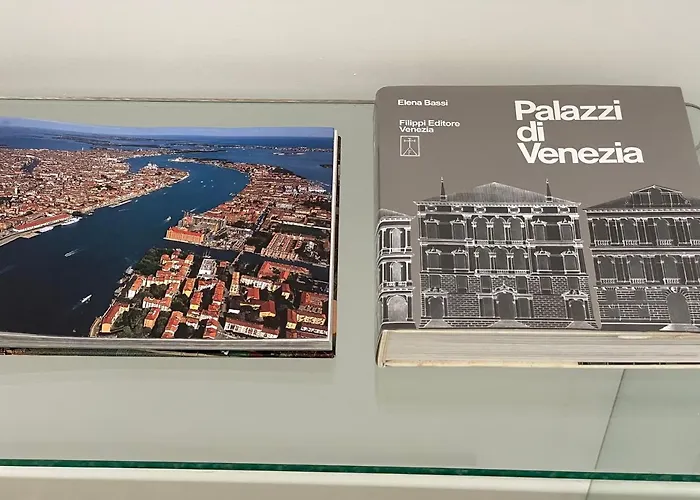 Elena Bassi
Filippi Editore
Venezia
Palazzi
di
Venezia